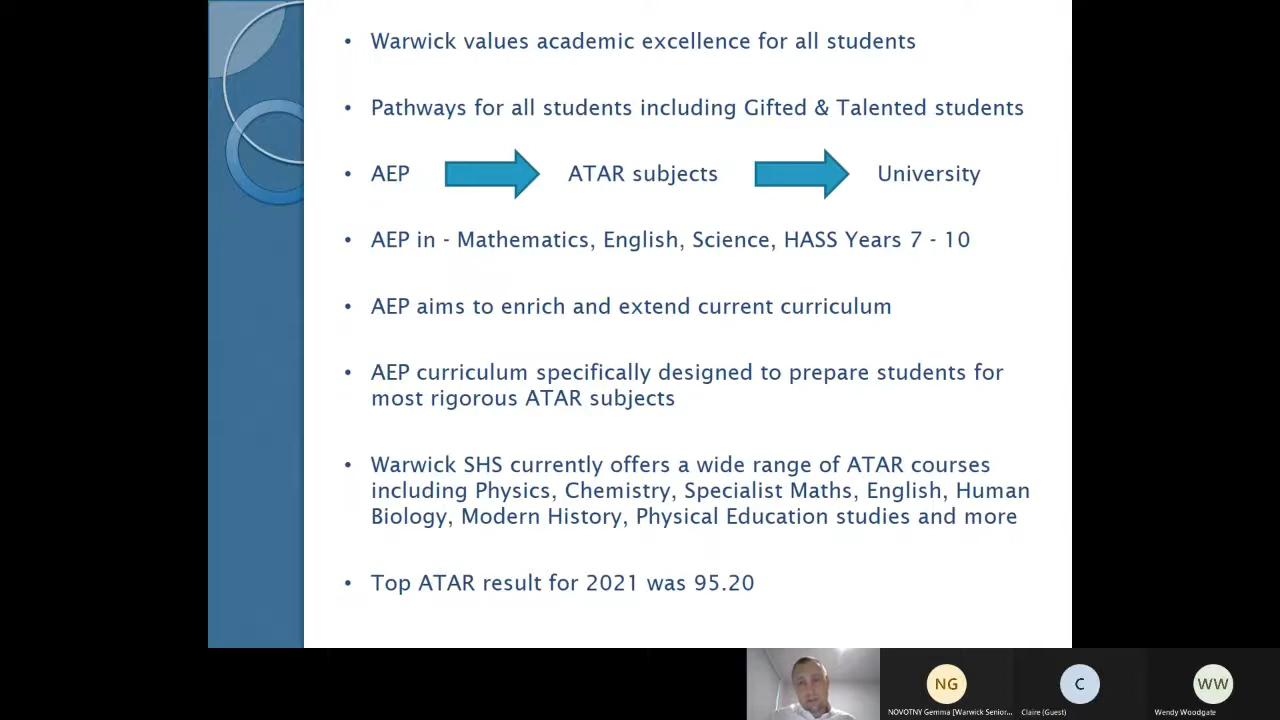 • Warwick values academic excellence for all students
• Pathways for all students including Gifted & Talented students
• AEP ATAR subjects University
• AEP in - Mathematics, English, Science, HASS Years 7 - 10
• AEP aims to enrich and extend current curriculum
• AEP curriculum specifically designed to prepare students for
most rigorous ATAR subjects
• Warwick SHS currently offers a wide range of ATAR courses
including Physics, Chemistry, Specialist Maths, English, Human
Biology, Modern History, Physical Education studies and more
• Top ATAR result for 2021 was 95.20
NG C WW
NOVOTNY Gemma [Warwick Senior... Claire (Guest) Wendy Woodgate